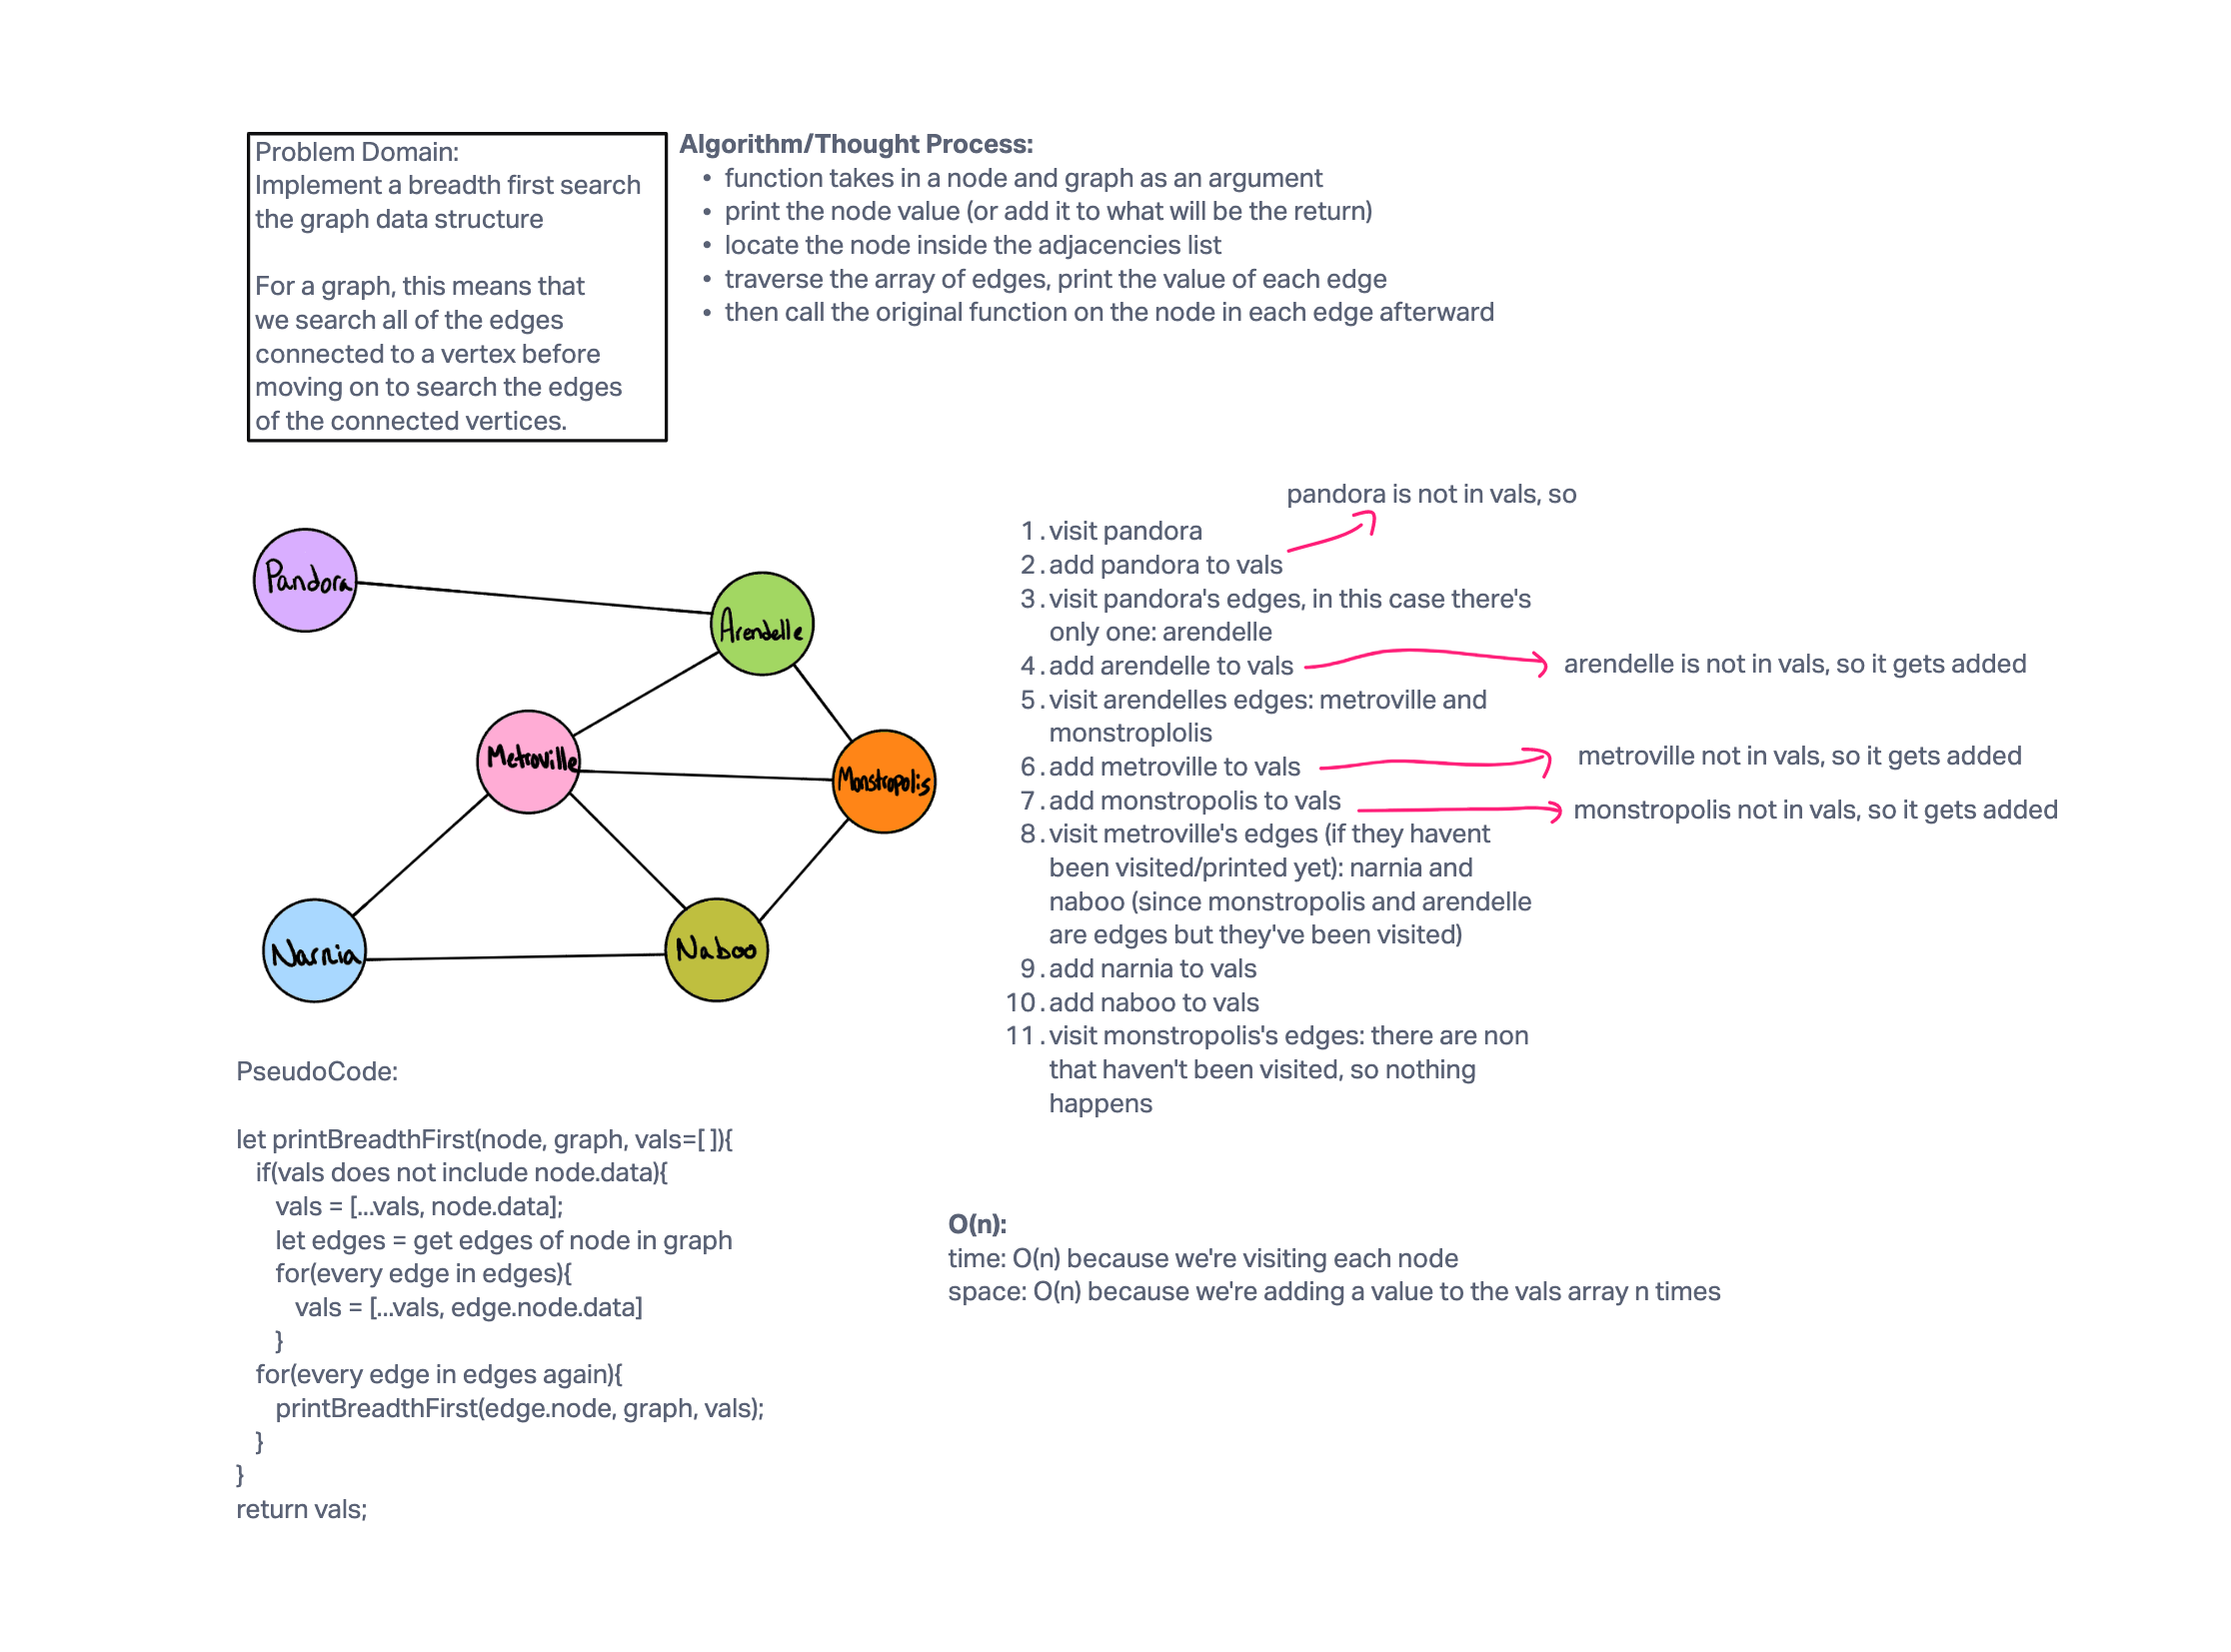 Problem Domain:
Implement a breadth first search
the graph data structure
For a graph, this means that
we search all of the edges
connected to a vertex before
moving on to search the edges
of the connected vertices.
Algorithm/Thought Process:
• function takes in a node and graph as an argument
• print the node value (or add it to what will be the return)
• locate the node inside the adjacencies list
• traverse the array of edges, print the value of each edge
• then call the original function on the node in each edge afterward
Pandora
Arendelle
Metroville
Monstropolis
Narnia
Naboo
pandora is not in vals, so
1. visit pandora
2. add pandora to vals
3. visit pandora's edges, in this case there's
only one: arendelle
4. add arendelle to vals
arendelle is not in vals, so it gets added
5. visit arendelles edges: metroville and
monstroplolis
6. add metroville to vals
metroville not in vals, so it gets added
7. add monstropolis to vals
monstropolis not in vals, so it gets added
8. visit metroville's edges (if they havent
been visited/printed yet): narnia and
naboo (since monstropolis and arendelle
are edges but they've been visited)
9. add narnia to vals
10. add naboo to vals
11. visit monstropolis's edges: there are non
that haven't been visited, so nothing
happens
PseudoCode:
let printBreadthFirst(node, graph, vals=[ ]){
if(vals does not include node.data){
vals = [...vals, node.data];
let edges = get edges of node in graph
for(every edge in edges){
vals = [...vals, edge.node.data]
}
for(every edge in edges again){
printBreadthFirst(edge.node, graph, vals);
}
}
return vals;
O(n):
time: O(n) because we're visiting each node
space: O(n) because we're adding a value to the vals array n times